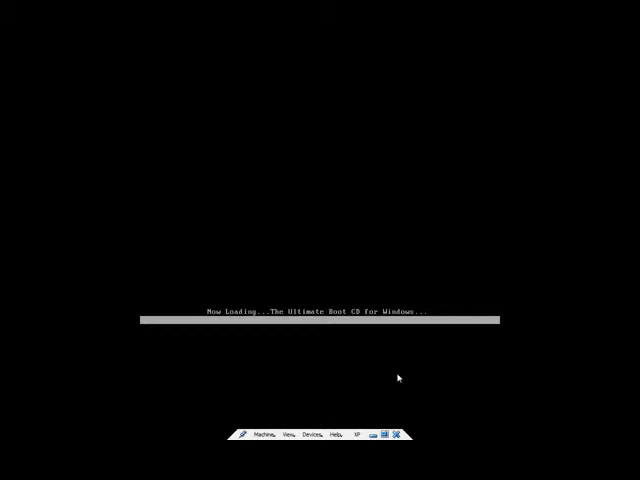 Now Loading...The Ultimate Boot CD for Windows...
Machine View Devices Help XP